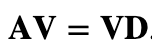 AV = VD.